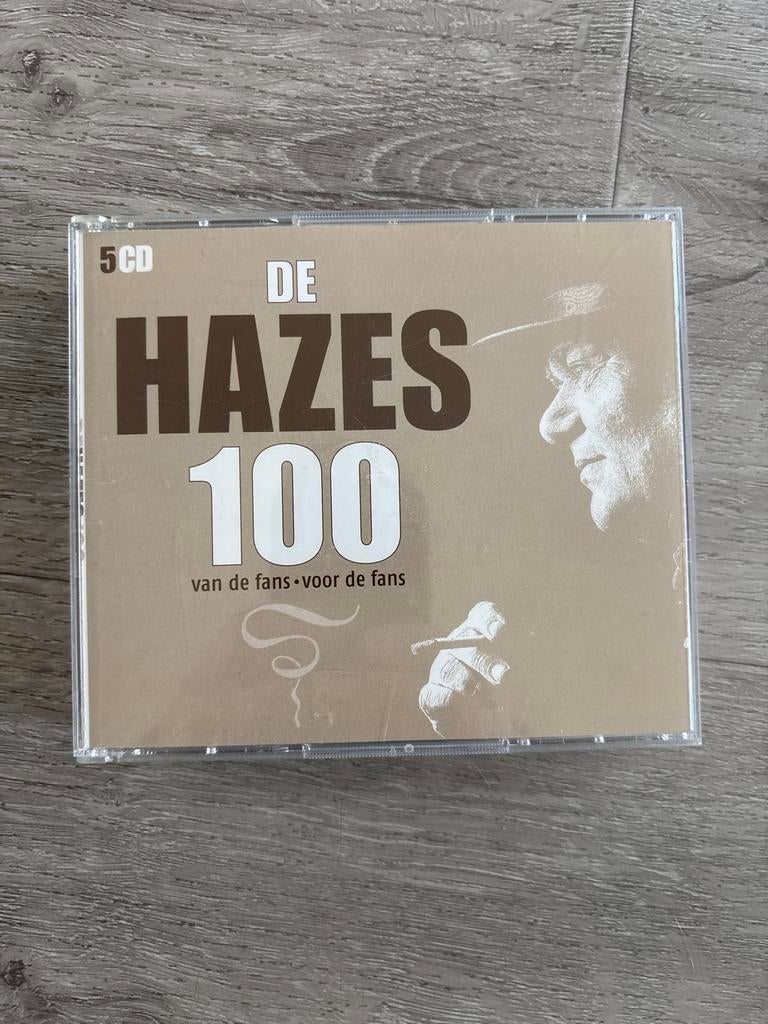 5CD
DE
HAZES
100
van de fans•voor de fans